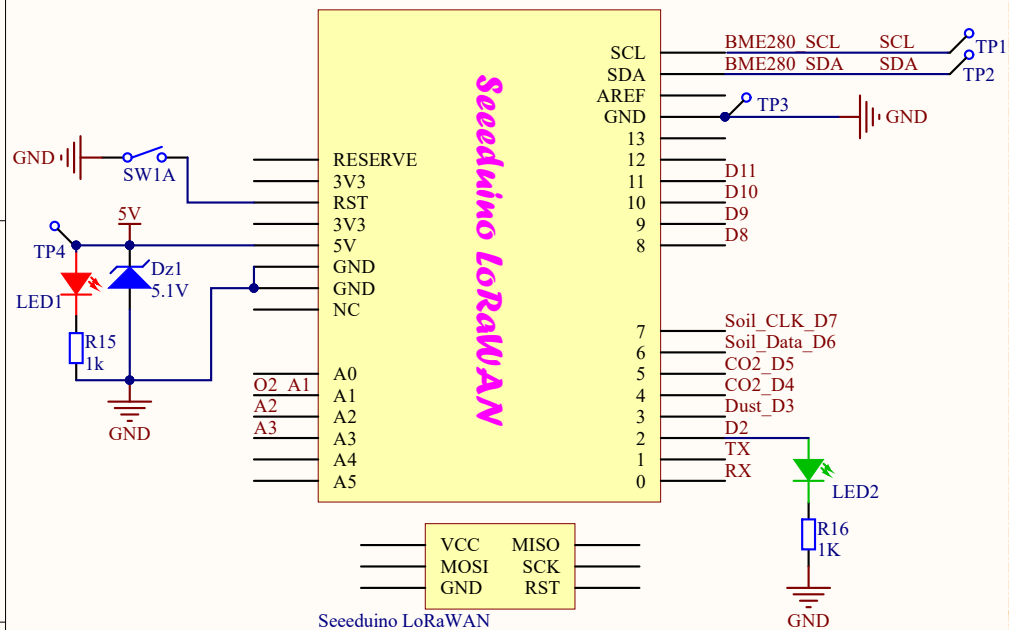 BME280_SCL
SCL
TP1
SCL
BME280_SDA
SDA
TP2
SDA
AREF
TP3
GND
GND
13
GND
SW1A
RESERVE
12
3V3
11
D11
RST
10
D10
3V3
9
D9
5V
TP4
5V
8
D8
GND
Dz1
5.1V
GND
LED1
NC
Seeeduino LoRaWAN
R15
1k
7
Soil_CLK_D7
6
Soil_Data_D6
A0
5
CO2_D5
O2_A1
A1
4
CO2_D4
A2
A2
3
Dust_D3
A3
A3
2
D2
GND
A4
1
TX
A5
0
RX
LED2
R16
1K
GND
VCC
MISO
MOSI
SCK
GND
RST
Seeeduino LoRaWAN